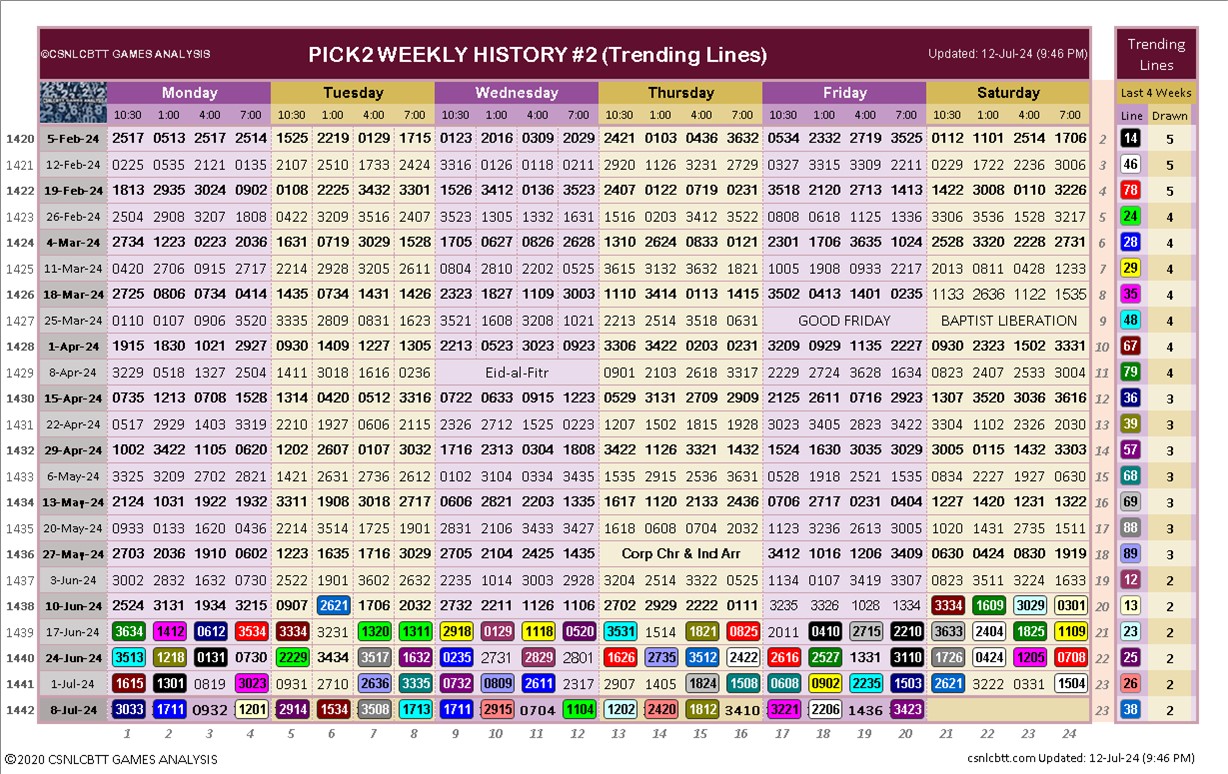 ©CSNLCBTT GAMES ANALYSIS PICK2 WEEKLY HISTORY #2 (Trending Lines) Updated: 12-Jul-24 (9:46 PM) Trending Lines
Monday Tuesday Wednesday Thursday Friday Saturday Last 4 Weeks
10:30 1:00 4:00 7:00 10:30 1:00 4:00 7:00 10:30 1:00 4:00 7:00 10:30 1:00 4:00 7:00 10:30 1:00 4:00 7:00 10:30 1:00 4:00 7:00 Line Drawn
1420 5-Feb-24 2517 0513 2517 2514 1525 2219 0129 1715 0123 2016 0309 2029 2421 0103 0436 3632 0534 2332 2719 3525 0112 1101 2514 1706 2 14 5
1421 12-Feb-24 0225 0535 2121 0135 2107 2510 1733 2424 3316 0126 0118 0211 2920 1126 3231 2729 0327 3315 3309 2211 0229 1722 2236 3006 3 46 5
1422 19-Feb-24 1813 2935 3024 0902 0108 2225 3432 3301 1526 3412 0136 3523 2407 0122 0719 0231 3518 2120 2713 1413 1422 3008 0110 3226 4 78 5
1423 26-Feb-24 2504 2908 3207 1808 0422 3209 3516 2407 3523 1305 1332 1631 1516 0203 3412 3522 0808 0618 1125 1336 3306 3536 1528 3217 5 24 4
1424 4-Mar-24 2734 1223 0223 2036 1631 0719 3029 1528 1705 0627 0826 2628 1310 2624 0833 0121 2301 1706 3635 1024 2528 3320 2228 2731 6 28 4
1425 11-Mar-24 0420 2706 0915 2717 2214 2928 3205 2611 0804 2810 2202 0525 3615 3132 3632 1821 1005 1908 0933 2217 2013 0811 0428 1233 7 29 4
1426 18-Mar-24 2725 0806 0734 0414 1435 0734 1431 1423 2323 1827 1109 3003 1110 3414 0113 1415 3502 0413 1461 0235 1133 2636 1122 1535 8 35 4
1427 25-Mar-24 0110 0107 0906 3520 3335 2809 0831 1623 3521 1608 3208 1021 2213 2514 3518 0631 GOOD FRIDAY BAPTIST LIBERATION 9 48 4
1428 1-Apr-24 1915 1830 1021 2927 0930 1409 1227 1305 2213 0523 3023 0923 3306 3422 0203 0231 3209 0929 1135 2227 0930 2323 1502 3331 10 67 4
1429 8-Apr-24 3229 0518 1327 2504 1411 3018 1616 0236 Eid-al-Fitr 0901 2103 2618 3317 2229 2724 3628 1634 0823 2407 2533 3004 11 79 4
1430 15-Apr-24 0735 1213 0708 1528 1314 0420 0512 3316 0722 0633 0915 1223 0529 3131 2709 2909 2125 2611 0716 2923 1307 3520 3036 3616 12 36 3
1431 22-Apr-24 0517 2929 1403 3319 2210 1927 0606 2115 2326 2712 1525 0223 1207 1502 1815 1928 3023 3405 2823 3422 3304 1102 2326 2030 13 39 3
1432 29-Apr-24 1002 3422 1105 0620 1202 2607 0107 3032 1716 2313 0304 1808 3422 1126 3321 1432 1524 1630 3535 3029 3005 0115 1432 3303 14 57 3
1433 6-May-24 3325 3209 2702 2821 1421 2631 2736 2616 0102 3104 0334 3435 1535 2915 2536 3631 0528 1918 2521 1535 0834 2227 1927 0630 15 68 3
1434 13-May-24 2124 1031 1922 1932 3311 1908 3018 2717 0606 2821 2203 1335 1617 1120 2133 2436 0706 2717 0231 0404 1227 1420 1231 1322 16 69 3
1435 20-May-24 0933 0133 1620 0436 2214 3514 1725 1901 2831 2106 3433 3427 1618 0608 0704 2032 1123 3236 2613 3005 1020 1431 2735 1511 17 88 3
1436 27-May-24 2703 2036 1910 0602 1223 1635 1716 3029 2705 2104 2425 1435 Corp Chr & Ind Arr 3412 1016 1206 3409 0630 0424 0830 1919 18 89 3
1437 3-Jun-24 3002 2832 1632 0730 2522 1901 3602 2632 2235 1014 3003 2928 3204 2514 3322 0525 1134 0107 3419 3307 0823 3511 3224 1633 19 12 2
1438 10-Jun-24 2524 3131 1934 3215 0907 2621 1706 2032 2732 2211 1126 1106 2702 2929 2222 0111 3235 3326 1028 1334 3334 1609 3029 0301 20 13 2
1439 17-Jun-24 3634 1412 0612 3534 3334 3231 1320 1311 2918 0129 1118 0520 3531 1514 1821 0825 2011 0410 2715 2210 3633 2404 1825 1109 21 23 2
1440 24-Jun-24 3513 1218 0131 0730 2229 3434 3517 1632 0235 2731 2829 2801 1626 2735 3512 2422 2616 2527 1331 3110 1726 0424 1205 0708 22 25 2
1441 1-Jul-24 1615 1301 0819 3023 0931 2710 2636 3335 0732 0809 2611 2317 2907 1405 1824 1508 0608 0902 2235 1503 2621 3222 0331 1504 23 26 2
1442 8-Jul-24 3033 1711 0932 1201 2914 1534 3508 1713 1711 2915 0704 1104 1202 2420 1812 3410 3221 2206 1436 3423 23 38 2
1 2 3 4 5 6 7 8 9 10 11 12 13 14 15 16 17 18 19 20 21 22 23 24
©2020 CSNLCBTT GAMES ANALYSIS csnlcbtt.com Updated: 12-Jul-24 (9:46 PM)